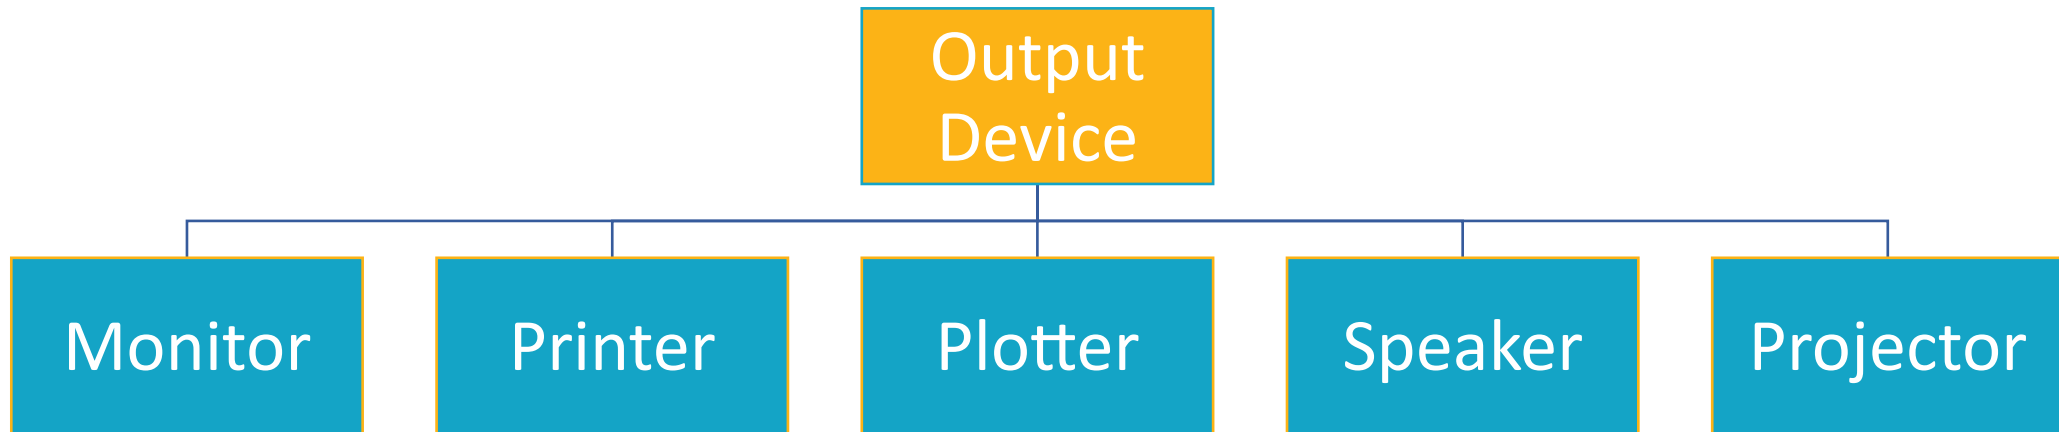 Output
Device
Monitor
Printer
Plotter
Speaker
Projector